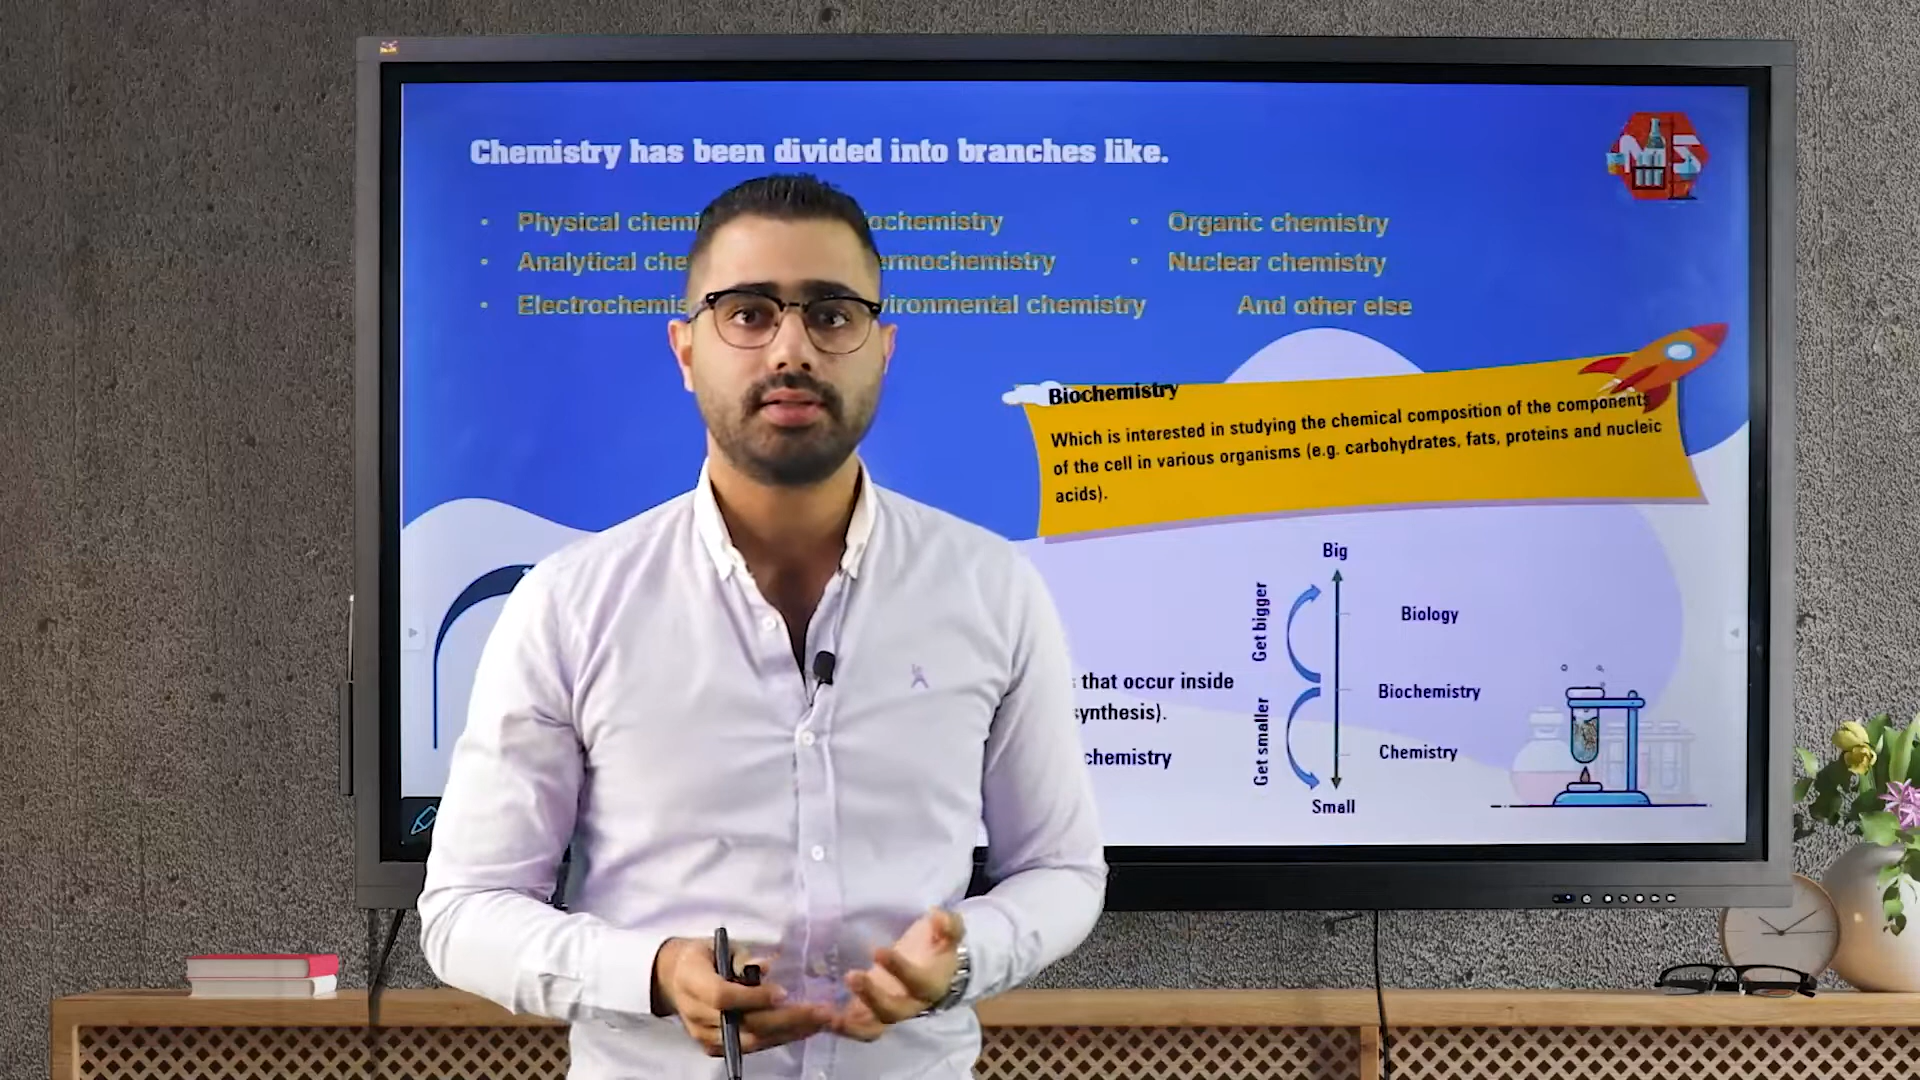 Chemistry has been divided into branches like.
• Physical chemi ochemistry • Organic chemistry
• Analytical che ermochemistry • Nuclear chemistry
• Electrochemis vironmental chemistry And other else
Biochemistry
Which is interested in studying the chemical composition of the components
of the cell in various organisms (e.g. carbohydrates, fats, proteins and nucleic
acids).
Big
Get bigger
Biology
that occur inside
synthesis).
Biochemistry
chemistry
Get smaller
Chemistry
Small
MS